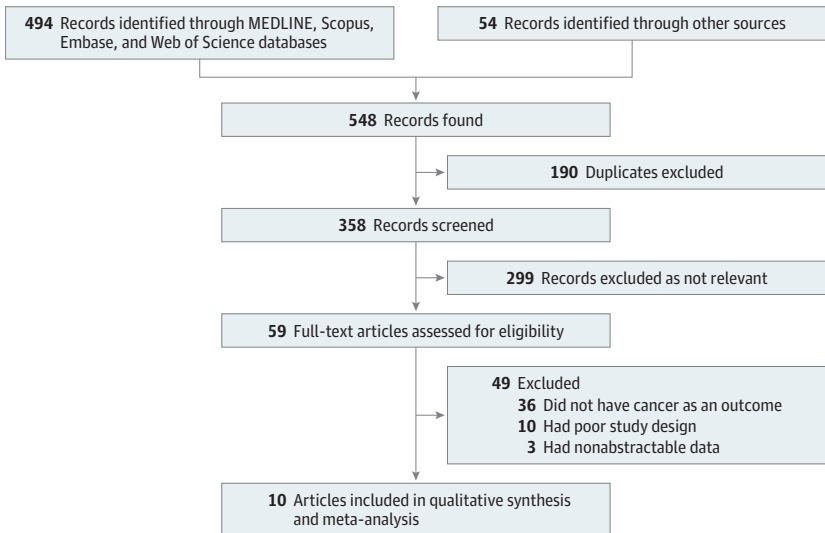 494 Records identified through MEDLINE, Scopus,
Embase, and Web of Science databases
54 Records identified through other sources
548 Records found
190 Duplicates excluded
358 Records screened
299 Records excluded as not relevant
59 Full-text articles assessed for eligibility
49 Excluded
36 Did not have cancer as an outcome
10 Had poor study design
3 Had nonabstractable data
10 Articles included in qualitative synthesis
and meta-analysis